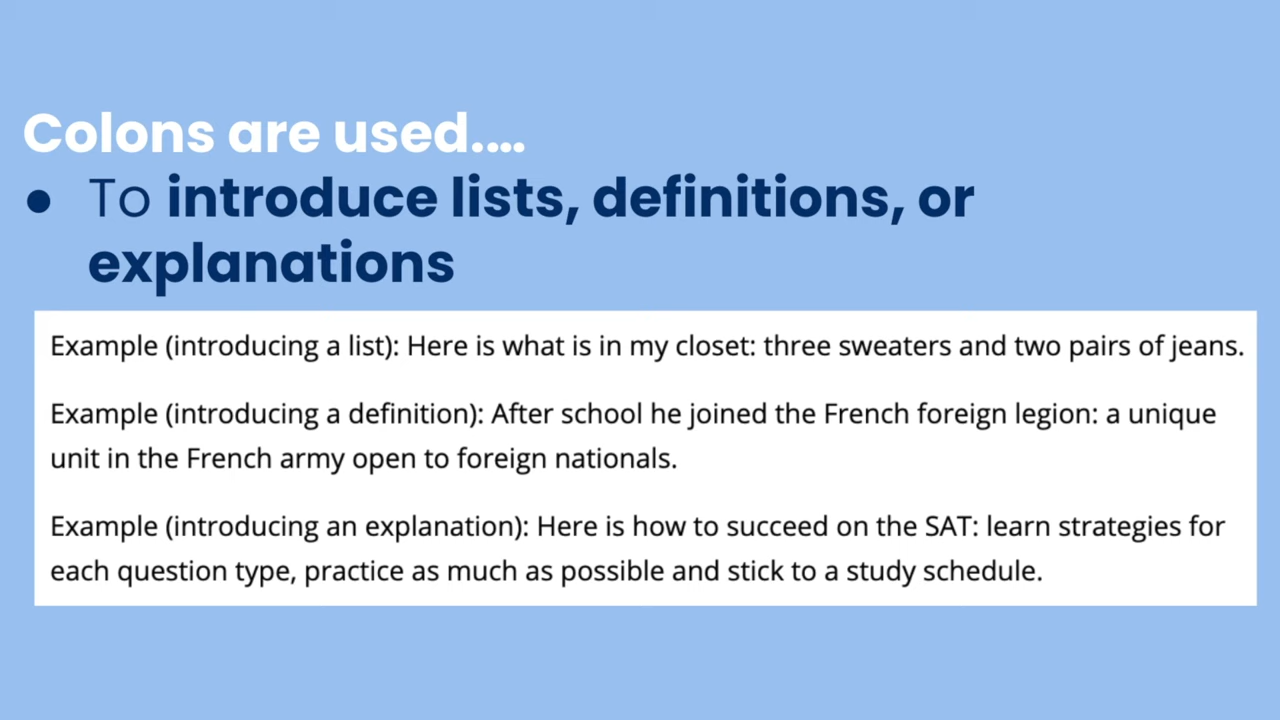 Colons are used....
● To introduce lists, definitions, or
explanations
Example (introducing a list): Here is what is in my closet: three sweaters and two pairs of jeans.
Example (introducing a definition): After school he joined the French foreign legion: a unique
unit in the French army open to foreign nationals.
Example (introducing an explanation): Here is how to succeed on the SAT: learn strategies for
each question type, practice as much as possible and stick to a study schedule.